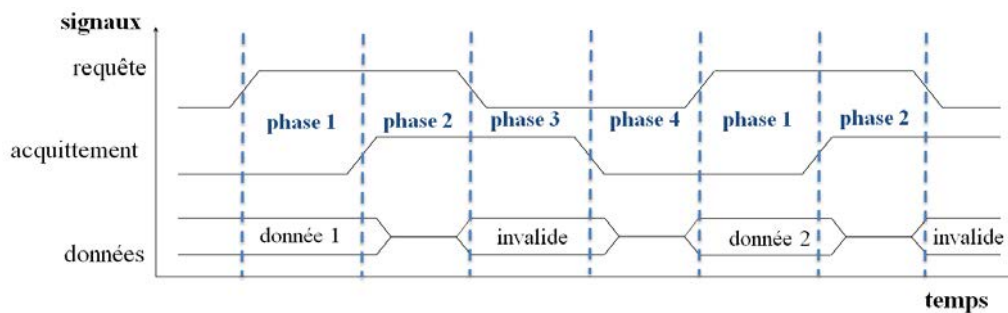 signaux
requête
phase 1 phase 2 phase 3 phase 4 phase 1 phase 2
acquittement
donnée 1 invalide donnée 2 invalide
données
temps